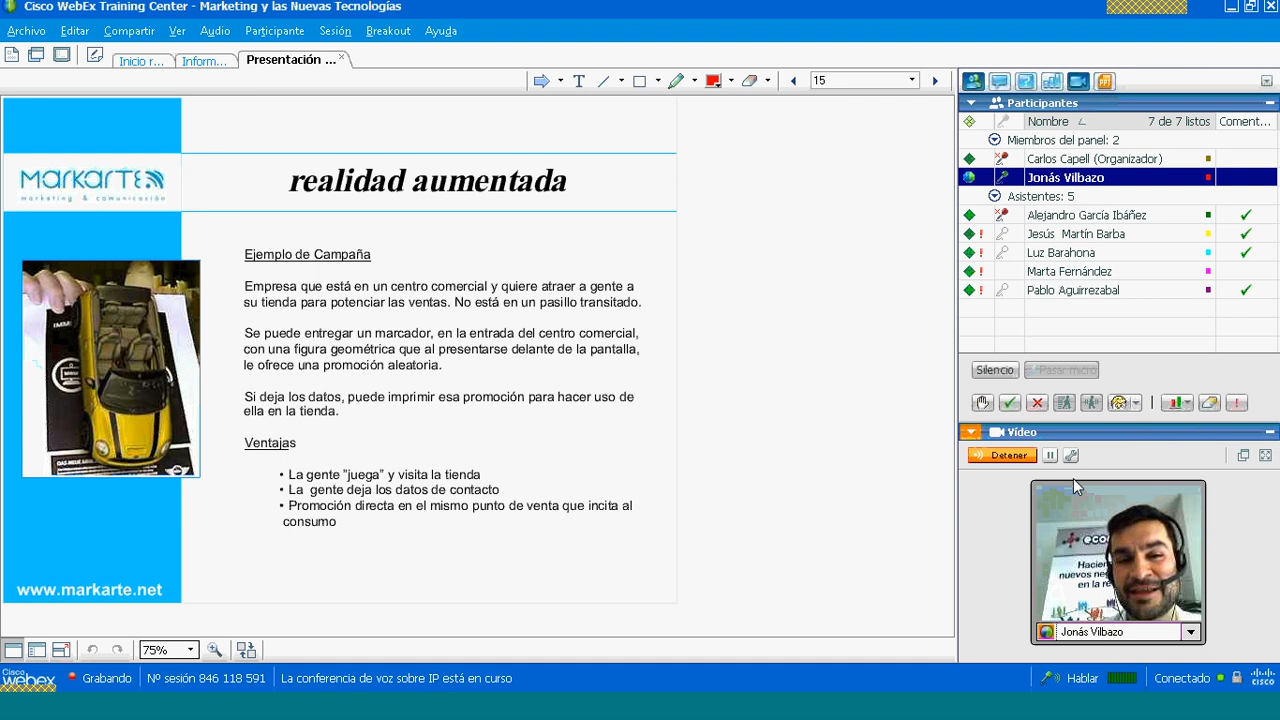 Cisco WebEx Training Center - Marketing y las Nuevas Tecnologías
Archivo Editar Compartir Ver Audio Participante Sesión Breakout Ayuda
Inicio r... Inform... Presentación ...
15
MARKARTE
marketing & comunicación
realidad aumentada
Ejemplo de Campaña
Empresa que está en un centro comercial y quiere atraer a gente a
su tienda para potenciar las ventas. No está en un pasillo transitado.
Se puede entregar un marcador, en la entrada del centro comercial,
con una figura geométrica que al presentarse delante de la pantalla,
le ofrece una promoción aleatoria.
Si deja los datos, puede imprimir esa promoción para hacer uso de
ella en la tienda.
Ventajas
• La gente "juega" y visita la tienda
• La gente deja los datos de contacto
• Promoción directa en el mismo punto de venta que incita al
consumo
www.markarte.net
Participantes
Nombre 7 de 7 listos Coment...
Miembros del panel: 2
Carlos Capell (Organizador)
Jonás Vilbazo
Asistentes: 5
Alejandro García Ibáñez
Jesús Martín Barba
Luz Barahona
Marta Fernández
Pablo Aguirrezabal
Silencio Pasar micro
Vídeo
Detener
eco
Hacien
nuevos neg
en la re
Jonás Vilbazo
75%
Cisco webex Grabando Nº sesión 846 118 591 La conferencia de voz sobre IP está en curso Hablar Conectado cisco